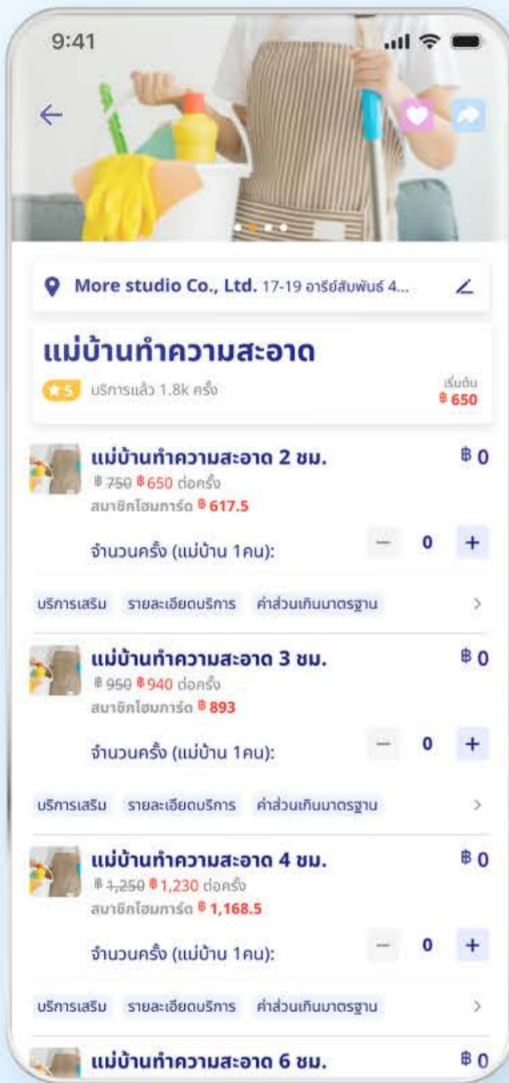 9:41
More studio Co., Ltd. 17-19 อารีย์สัมพันธ์ 4...
แม่บ้านทำความสะอาด
★ 5 บริการแล้ว 1.8k ครั้ง
เริ่มต้น
฿ 650
แม่บ้านทำความสะอาด 2 ชม. ฿ 0
฿ 750 ฿ 650 ต่อครั้ง
สมาชิกโฮมการ์ด ฿ 617.5
จำนวนครั้ง (แม่บ้าน 1คน): − 0 +
บริการเสริม รายละเอียดบริการ ค่าส่วนเกินมาตรฐาน >
แม่บ้านทำความสะอาด 3 ชม. ฿ 0
฿ 950 ฿ 940 ต่อครั้ง
สมาชิกโฮมการ์ด ฿ 893
จำนวนครั้ง (แม่บ้าน 1คน): − 0 +
บริการเสริม รายละเอียดบริการ ค่าส่วนเกินมาตรฐาน >
แม่บ้านทำความสะอาด 4 ชม. ฿ 0
฿ 1,250 ฿ 1,230 ต่อครั้ง
สมาชิกโฮมการ์ด ฿ 1,168.5
จำนวนครั้ง (แม่บ้าน 1คน): − 0 +
บริการเสริม รายละเอียดบริการ ค่าส่วนเกินมาตรฐาน >
แม่บ้านทำความสะอาด 6 ชม. ฿ 0